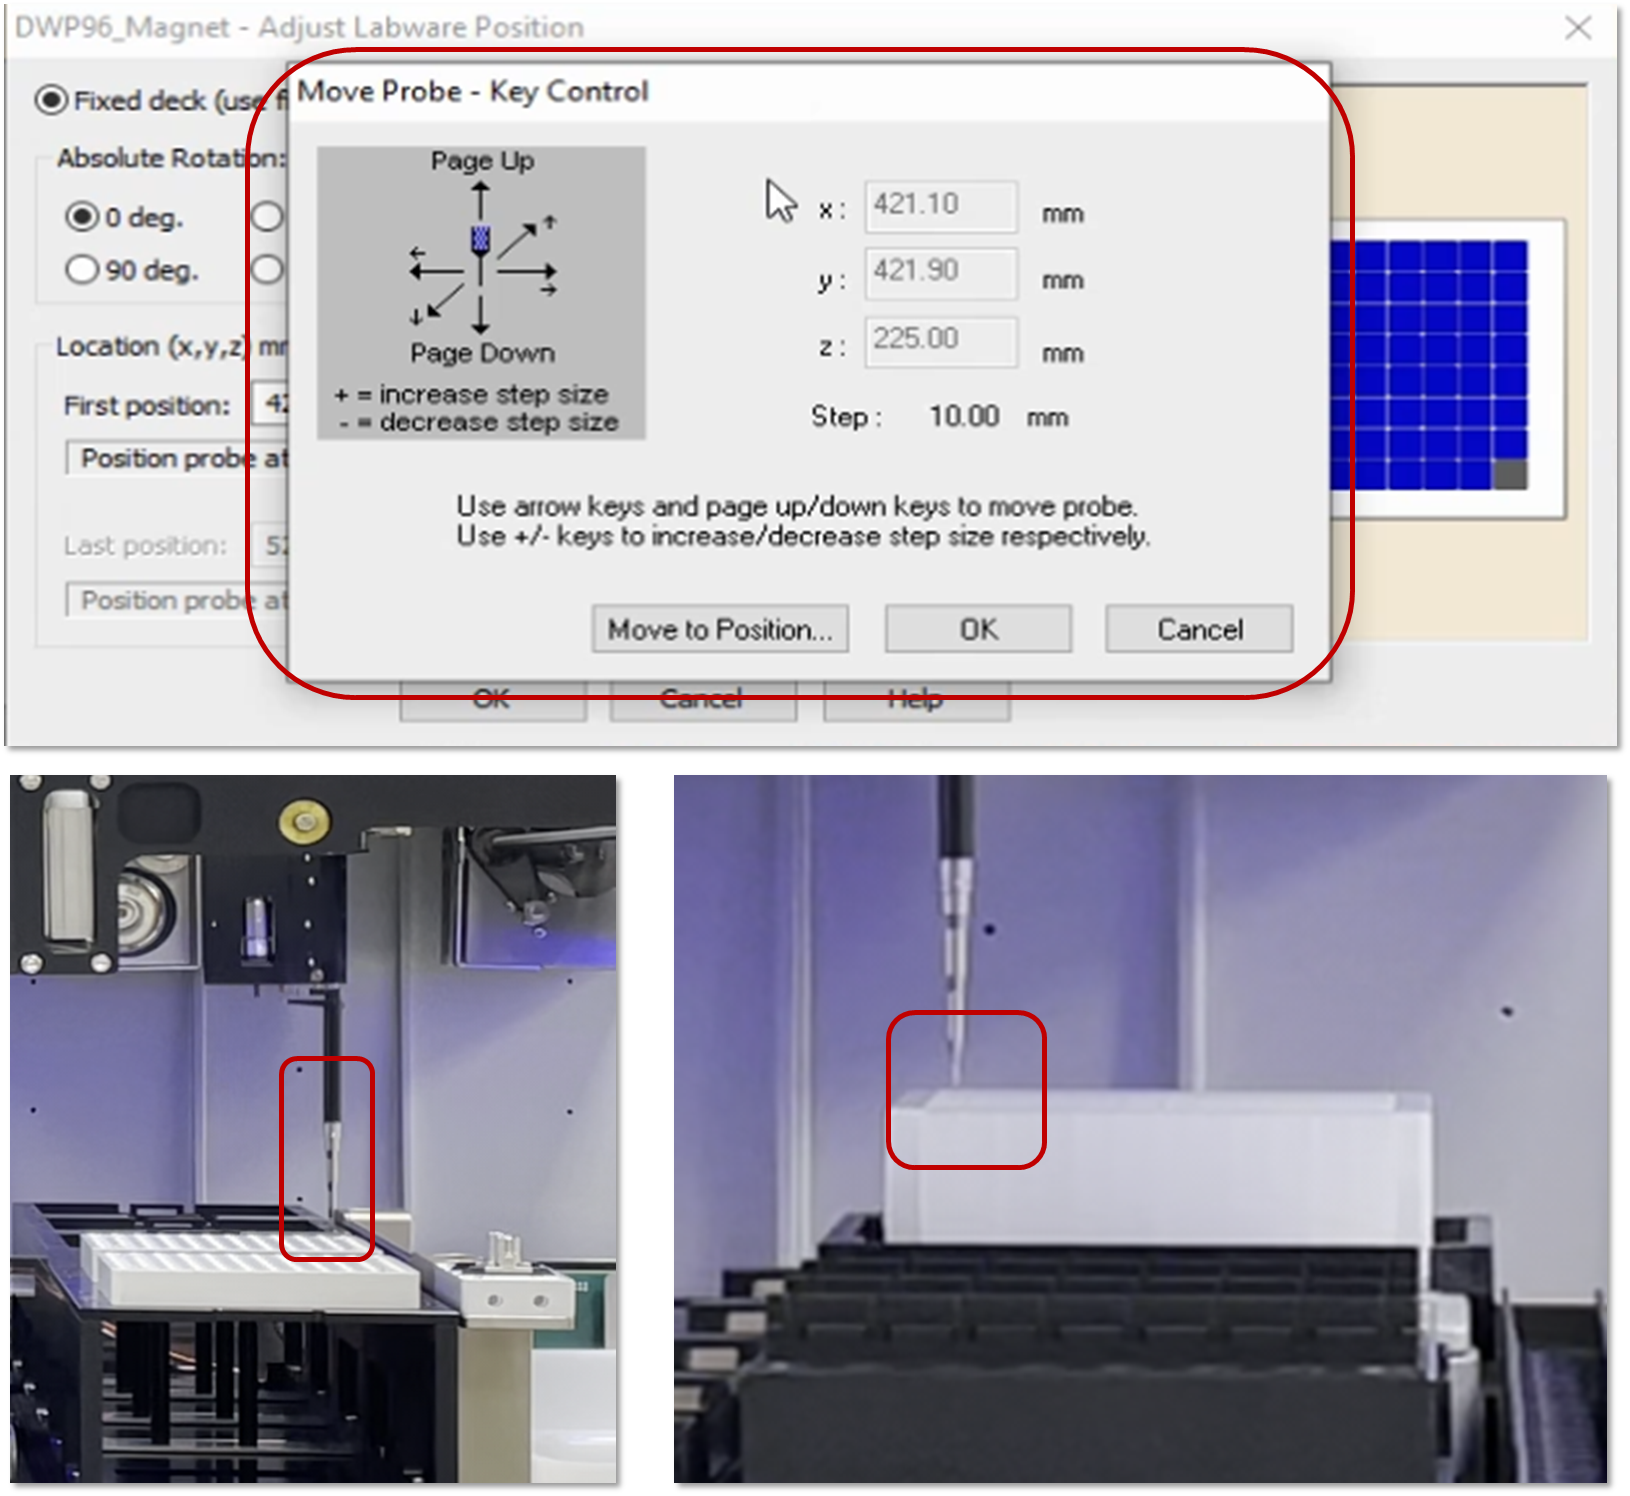 DWP96_Magnet - Adjust Labware Position
Move Probe - Key Control
Fixed deck (use f
Absolute Rotation:
0 deg.
90 deg.
Location (x,y,z) mr
First position: 42
Position probe at
Last position: 52
Position probe at
Page Up
Page Down
+ = increase step size
- = decrease step size
x : 421.10 mm
y : 421.90 mm
z : 225.00 mm
Step : 10.00 mm
Use arrow keys and page up/down keys to move probe.
Use +/- keys to increase/decrease step size respectively.
Move to Position... OK Cancel
OK Cancel Help